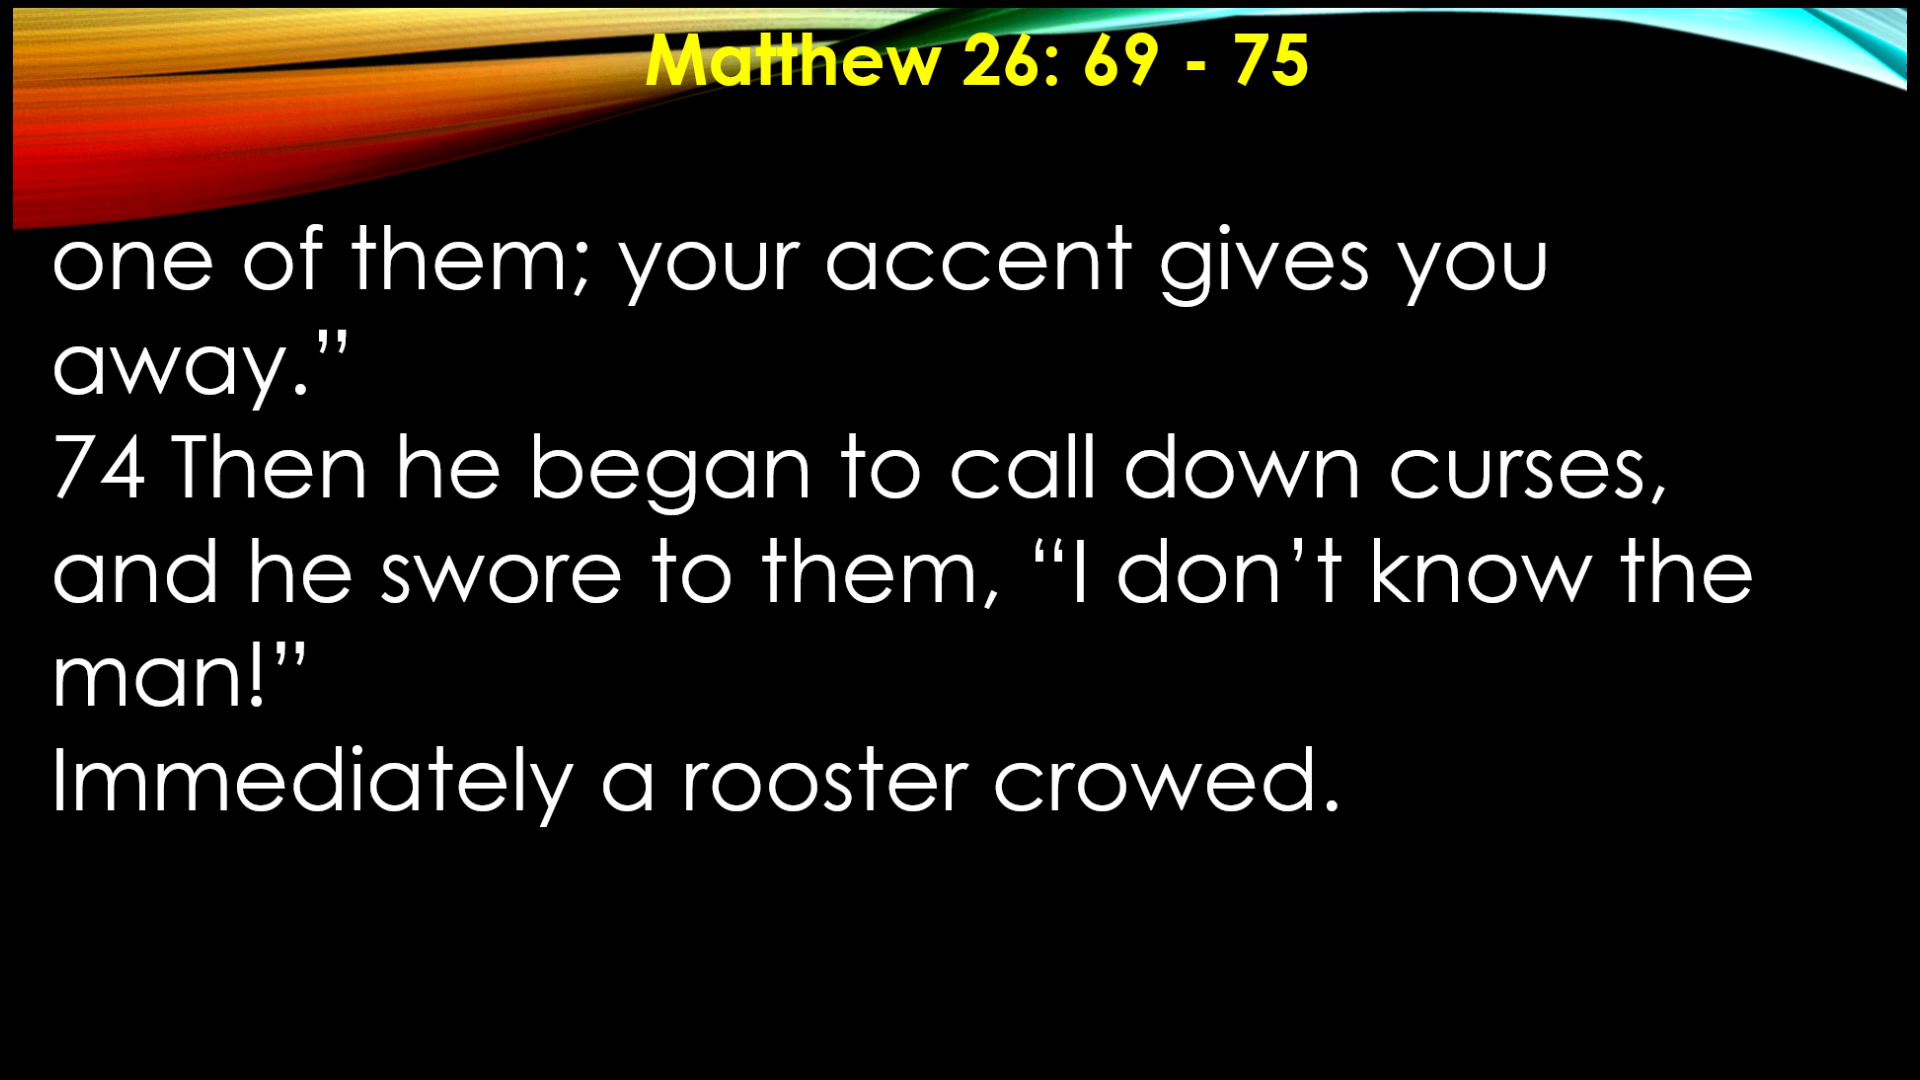 Matthew 26: 69 - 75
one of them; your accent gives you
away.”
74 Then he began to call down curses,
and he swore to them, “I don’t know the
man!”
Immediately a rooster crowed.